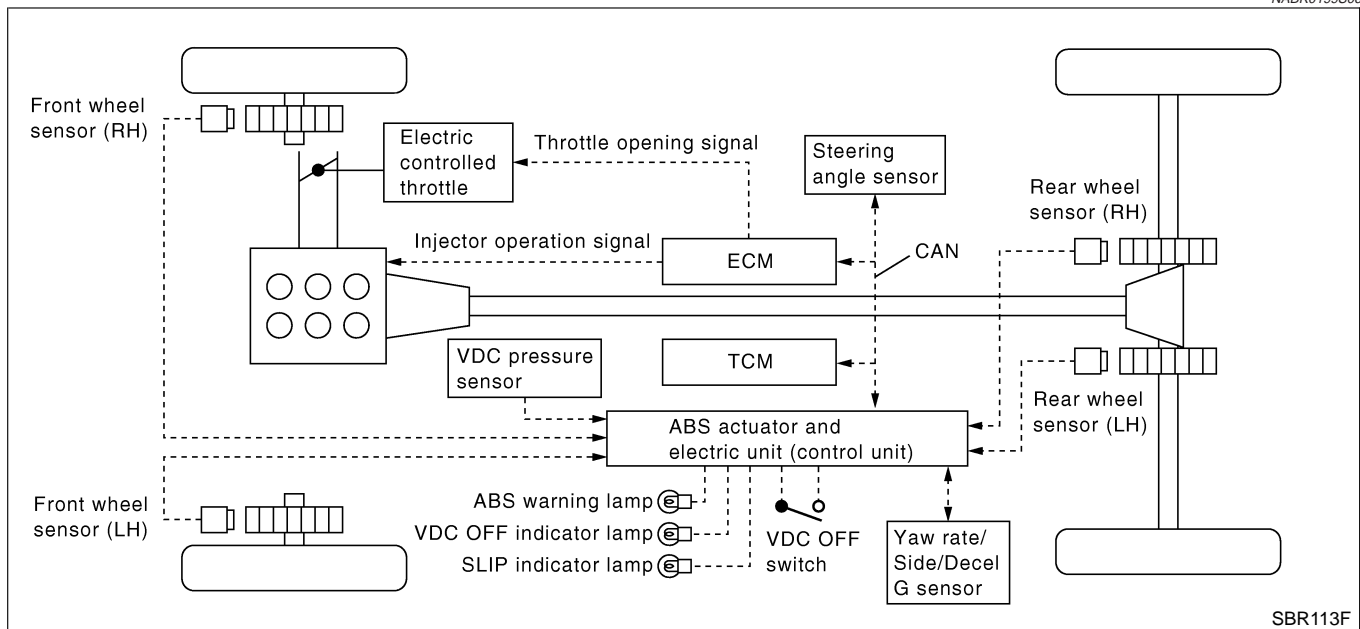 Front wheel
sensor (RH)
Electric
controlled
throttle
Throttle opening signal
Steering
angle sensor
Rear wheel
sensor (RH)
Injector operation signal
ECM
CAN
VDC pressure
sensor
TCM
Rear wheel
sensor (LH)
ABS actuator and
electric unit (control unit)
Front wheel
sensor (LH)
ABS warning lamp
VDC OFF indicator lamp
SLIP indicator lamp
VDC OFF
switch
Yaw rate/
Side/Decel
G sensor
SBR113F